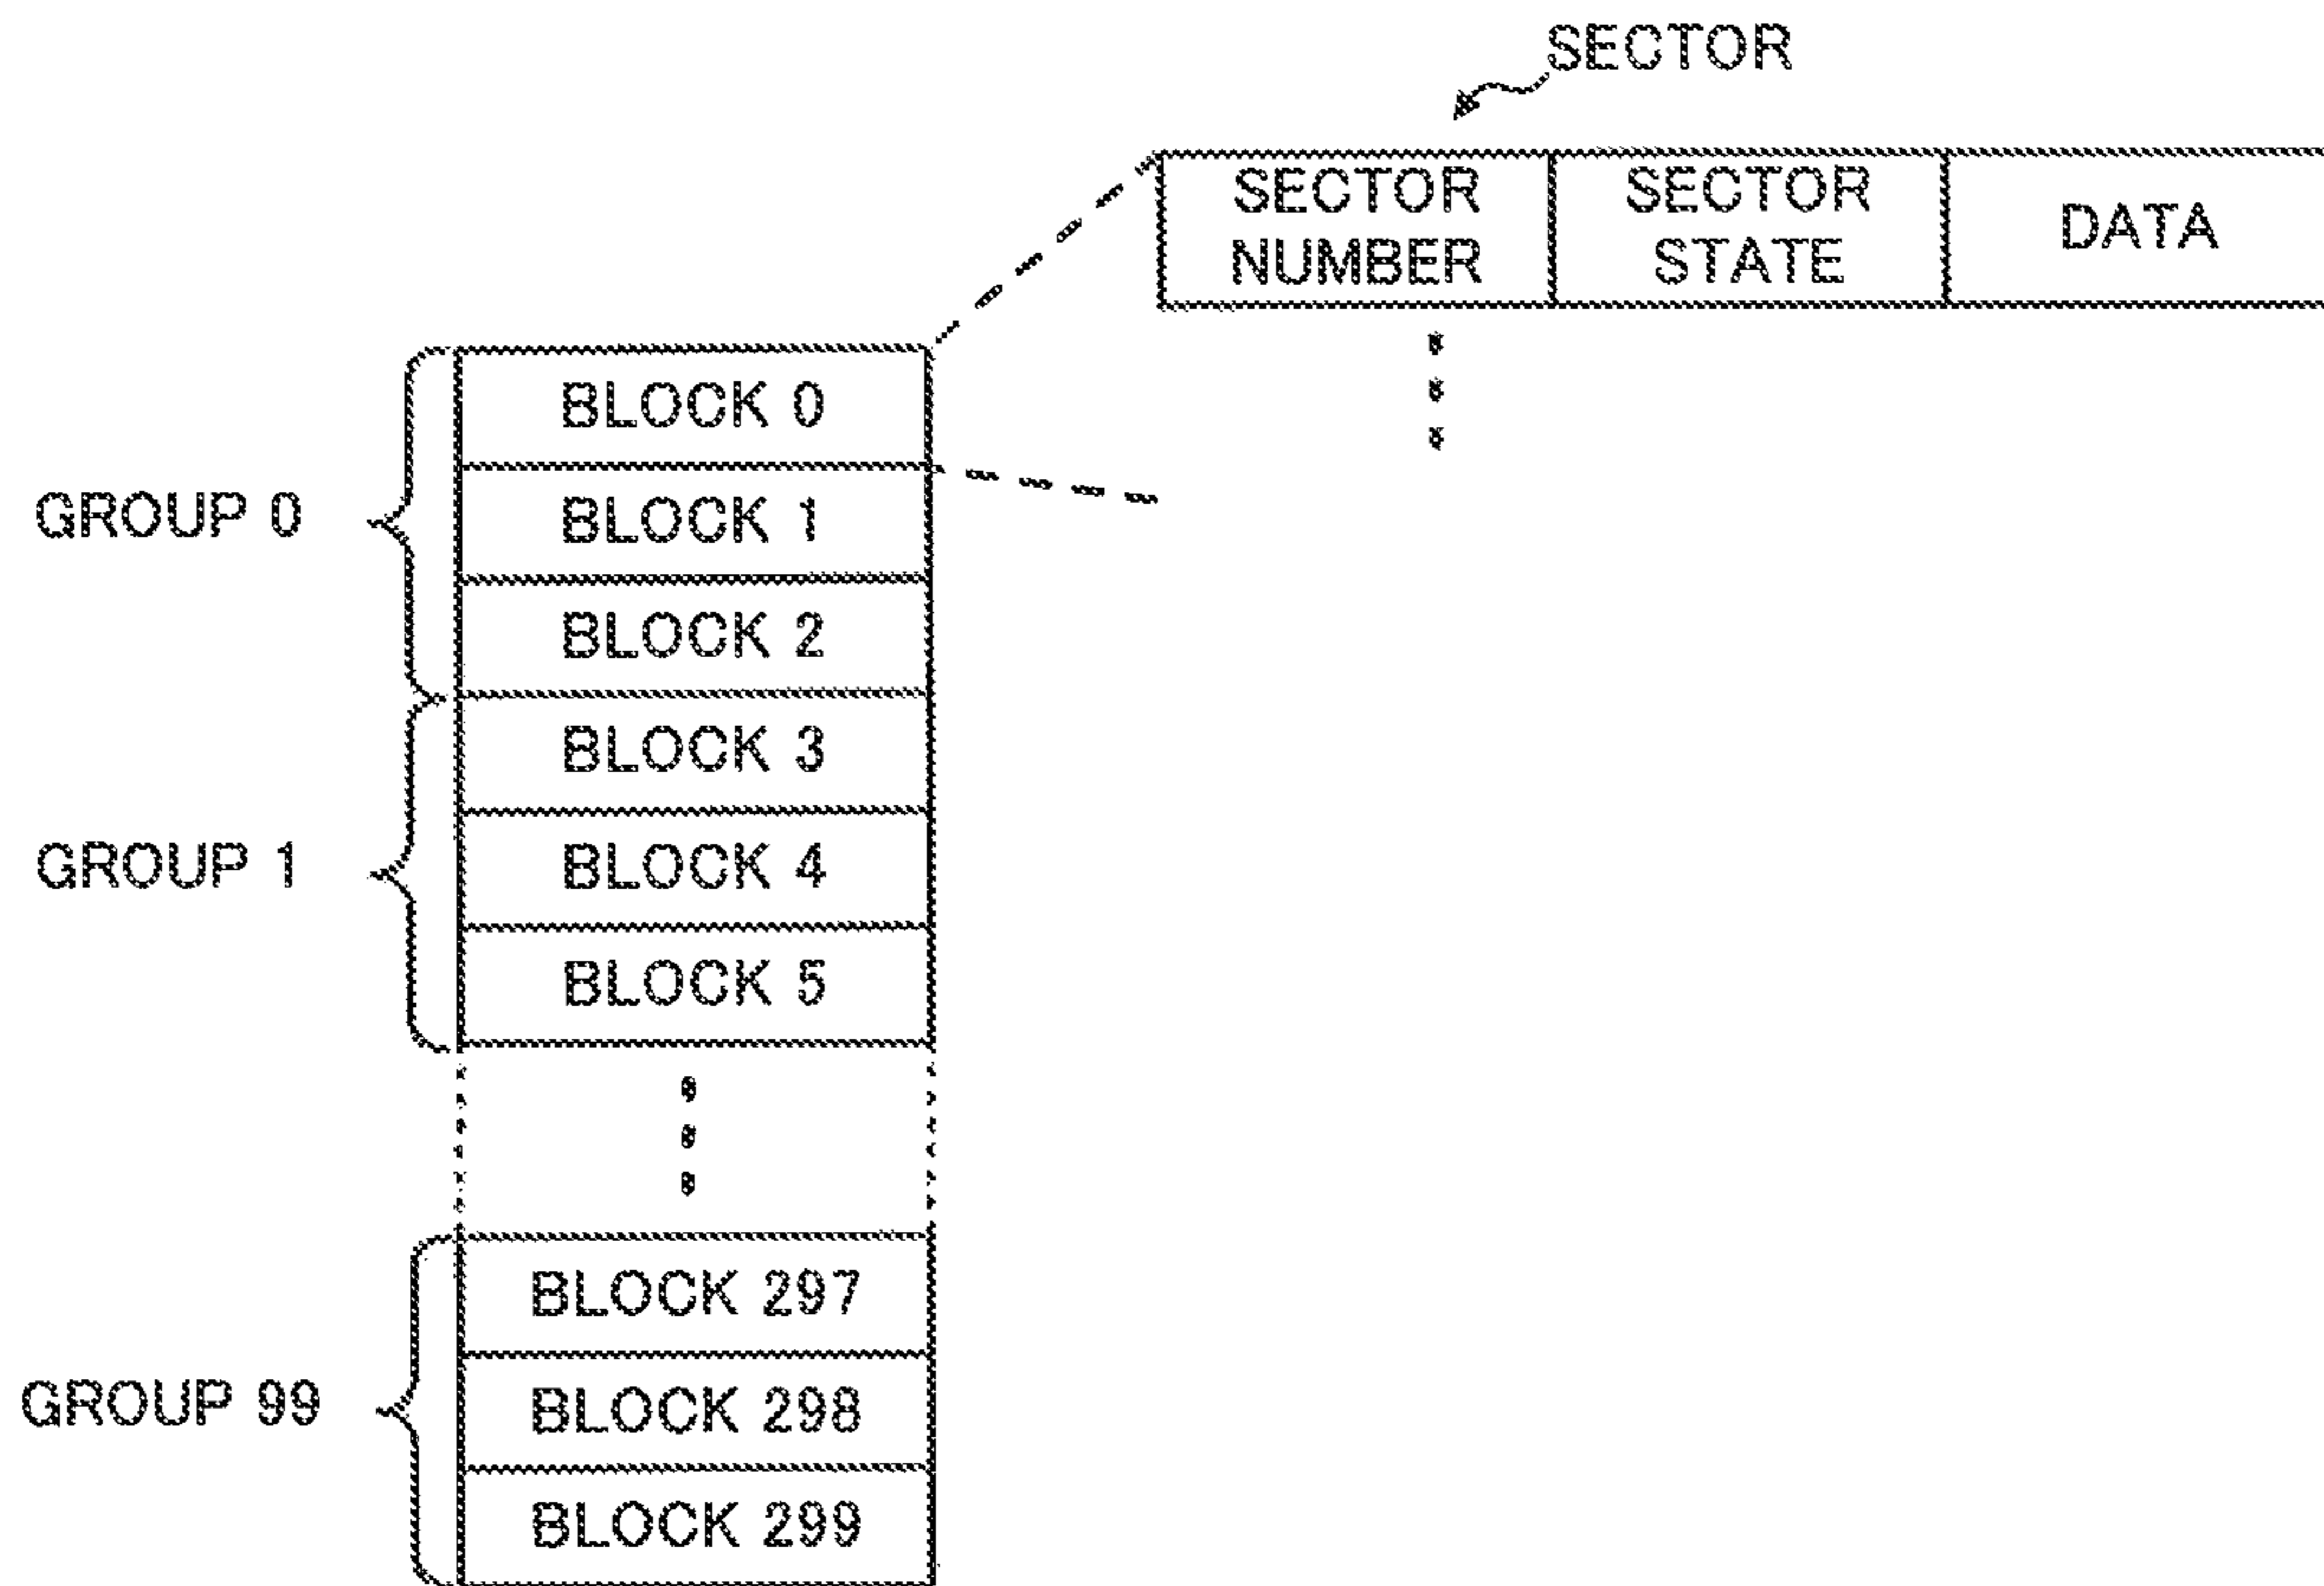 SECTOR
SECTOR
NUMBER
SECTOR
STATE
DATA
GROUP 0
BLOCK 0
BLOCK 1
BLOCK 2
GROUP 1
BLOCK 3
BLOCK 4
BLOCK 5
GROUP 99
BLOCK 297
BLOCK 298
BLOCK 299